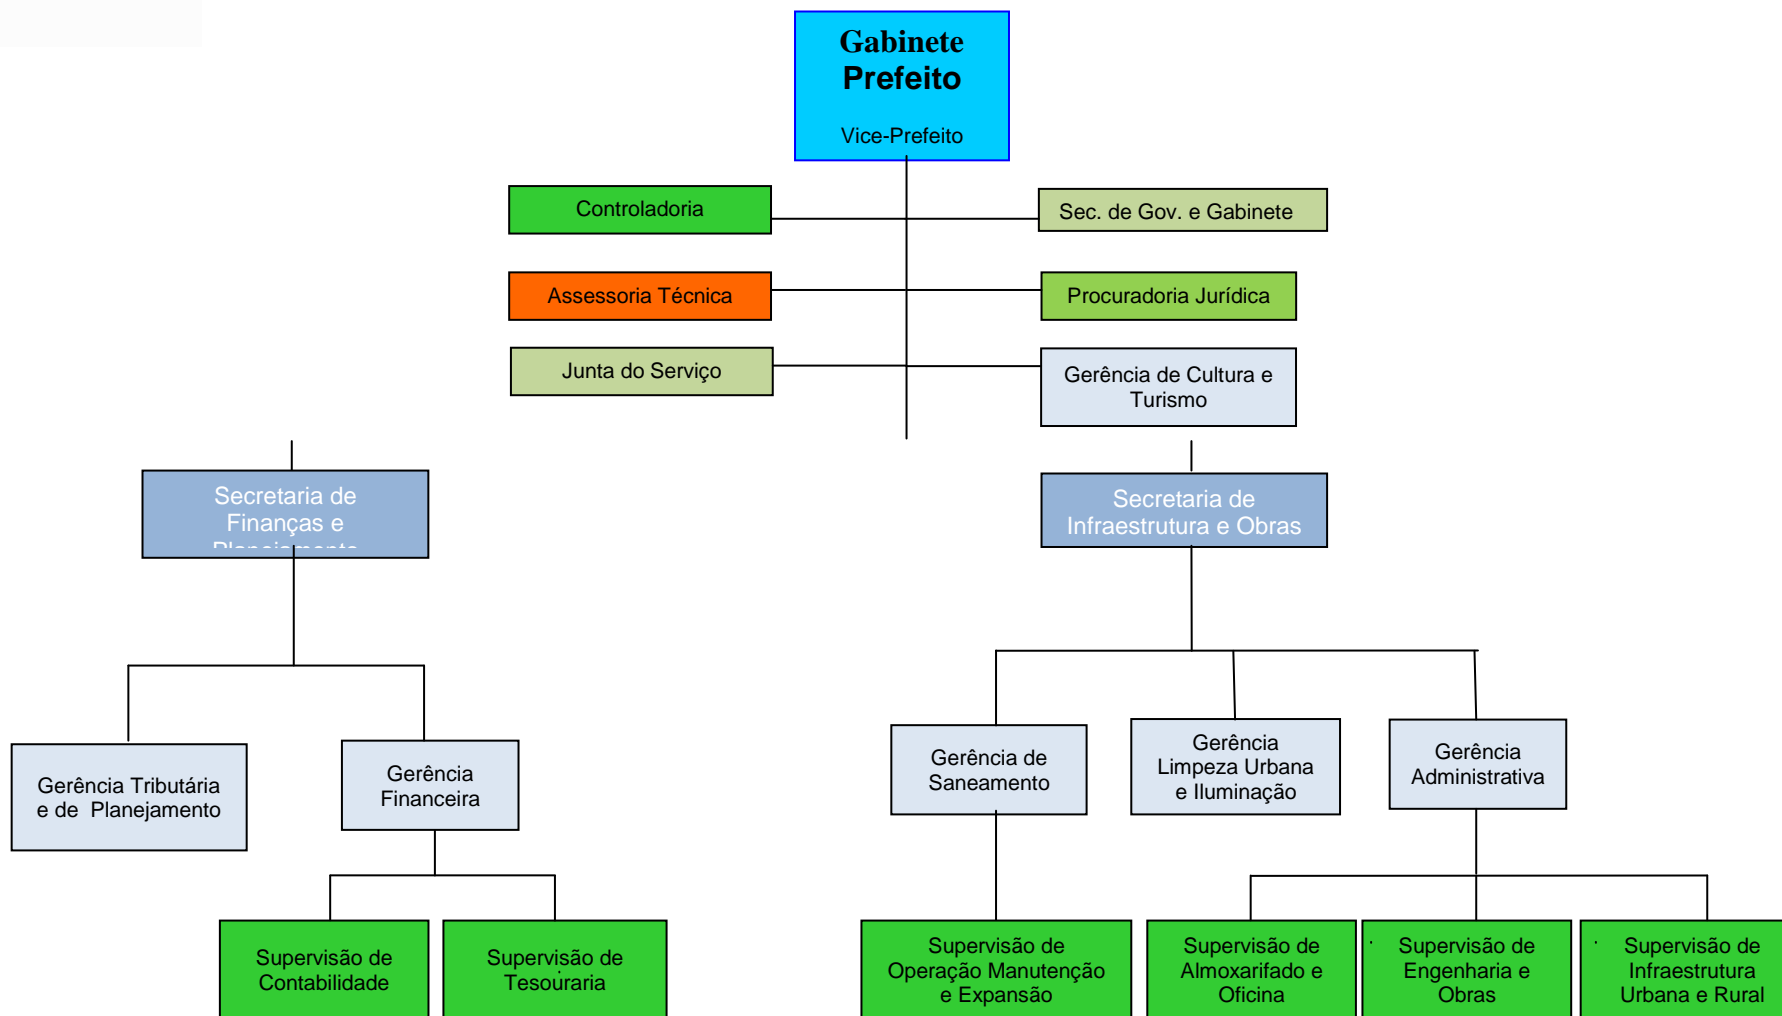 Gabinete
Prefeito
Vice-Prefeito
Controladoria
Sec. de Gov. e Gabinete
Assessoria Técnica
Procuradoria Jurídica
Junta do Serviço
Gerência de Cultura e
Turismo
Secretaria de
Finanças e
Planejamento
Secretaria de
Infraestrutura e Obras
Gerência Tributária
e de Planejamento
Gerência
Financeira
Gerência de
Saneamento
Gerência
Limpeza Urbana
e Iluminação
Gerência
Administrativa
Supervisão de
Contabilidade
Supervisão de
Tesouraria
Supervisão de
Operação Manutenção
e Expansão
Supervisão de
Almoxarifado e
Oficina
Supervisão de
Engenharia e
Obras
Supervisão de
Infraestrutura
Urbana e Rural